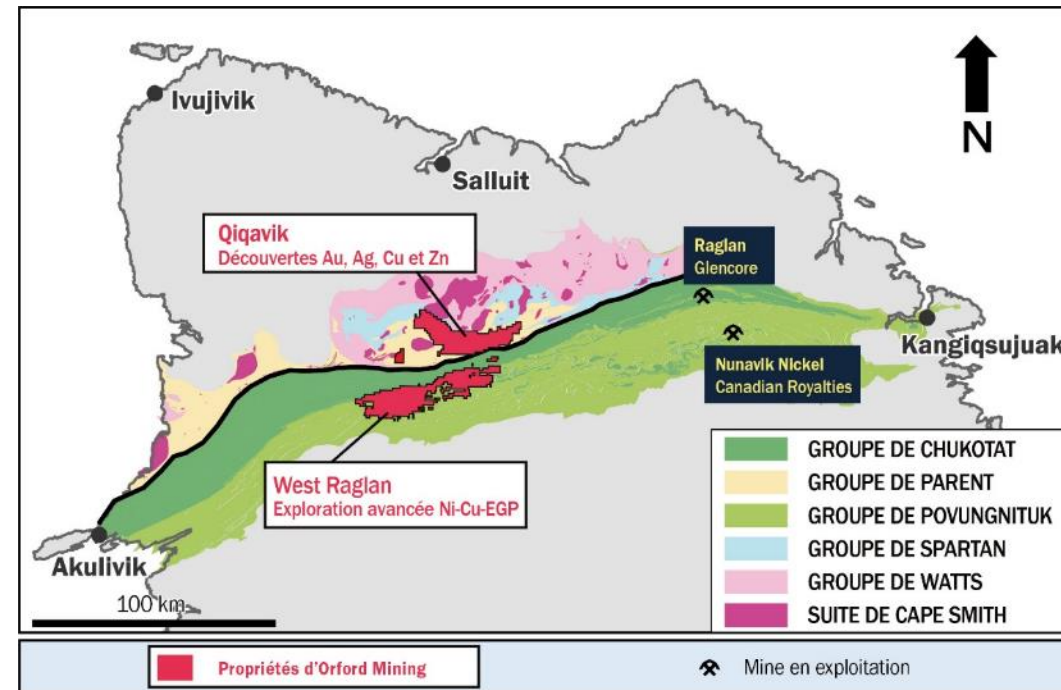 Ivujivik
N
Salluit
Qiqavik
Découvertes Au, Ag, Cu et Zn
Raglan
Glencore
Kangiqsujuak
Nunavik Nickel
Canadian Royalties
West Raglan
Exploration avancée Ni-Cu-EGP
Akulivik
100 km
GROUPE DE CHUKOTAT
GROUPE DE PARENT
GROUPE DE POVUNGNITUK
GROUPE DE SPARTAN
GROUPE DE WATTS
SUITE DE CAPE SMITH
Propriétés d'Orford Mining
Mine en exploitation